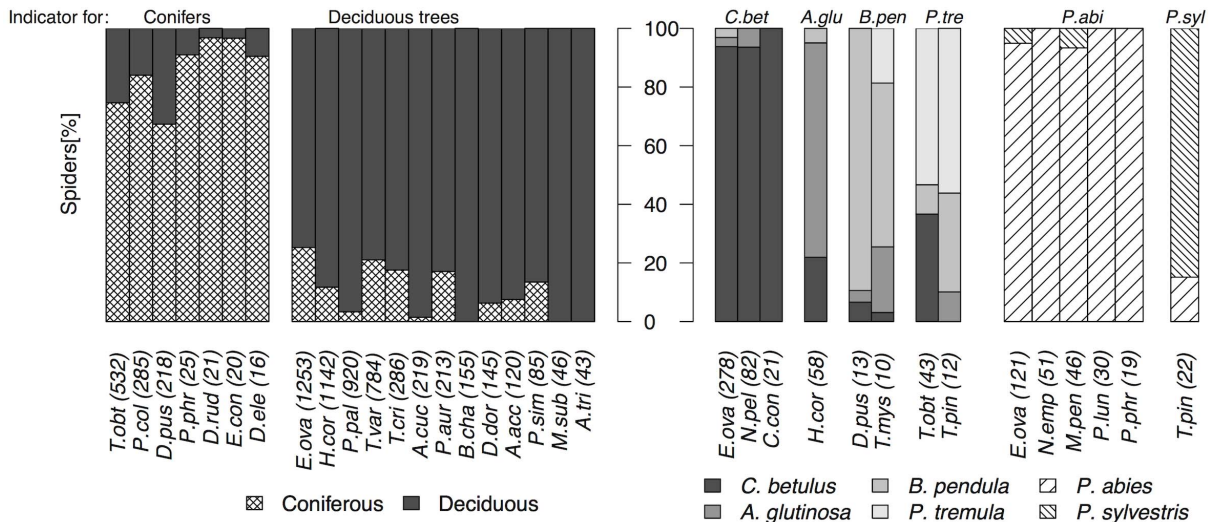 Indicator for: Conifers Deciduous trees C.bet A.glu B.pen P.tre P.abi P.syl
Spiders[%]
100
80
60
40
20
0
T.obt (532)
P.col (285)
D.pus (218)
P.phr (25)
D.rud (21)
E.con (20)
D.ele (16)
E.ova (1253)
H.cor (1142)
P.pal (920)
T.var (784)
T.cri (286)
A.cuc (219)
P.aur (213)
B.cha (155)
D.dor (145)
A.acc (120)
P.sim (85)
M.sub (46)
A.tri (43)
E.ova (278)
N.pel (82)
C.con (21)
H.cor (58)
D.pus (13)
T.mys (10)
T.obt (43)
T.pin (12)
E.ova (121)
N.emp (51)
M.pen (46)
P.lun (30)
P.phr (19)
T.pin (22)
Coniferous Deciduous
C. betulus B. pendula P. abies
A. glutinosa P. tremula P. sylvestris